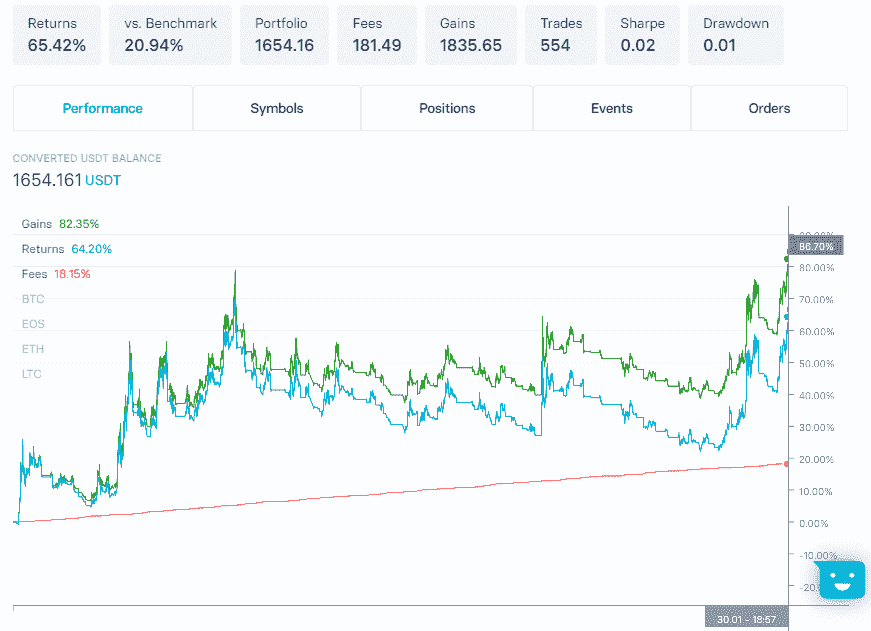 Returns vs. Benchmark Portfolio Fees Gains Trades Sharpe Drawdown
65.42% 20.94% 1654.16 181.49 1835.65 554 0.02 0.01
Performance Symbols Positions Events Orders
CONVERTED USDT BALANCE
1654.161 USDT
Gains 82.35%
Returns 64.20%
Fees 18.15%
BTC
EOS
ETH
LTC
86.70%
80.00%
70.00%
60.00%
50.00%
40.00%
30.00%
20.00%
10.00%
0.00%
-10.00%
30.01 - 18:57